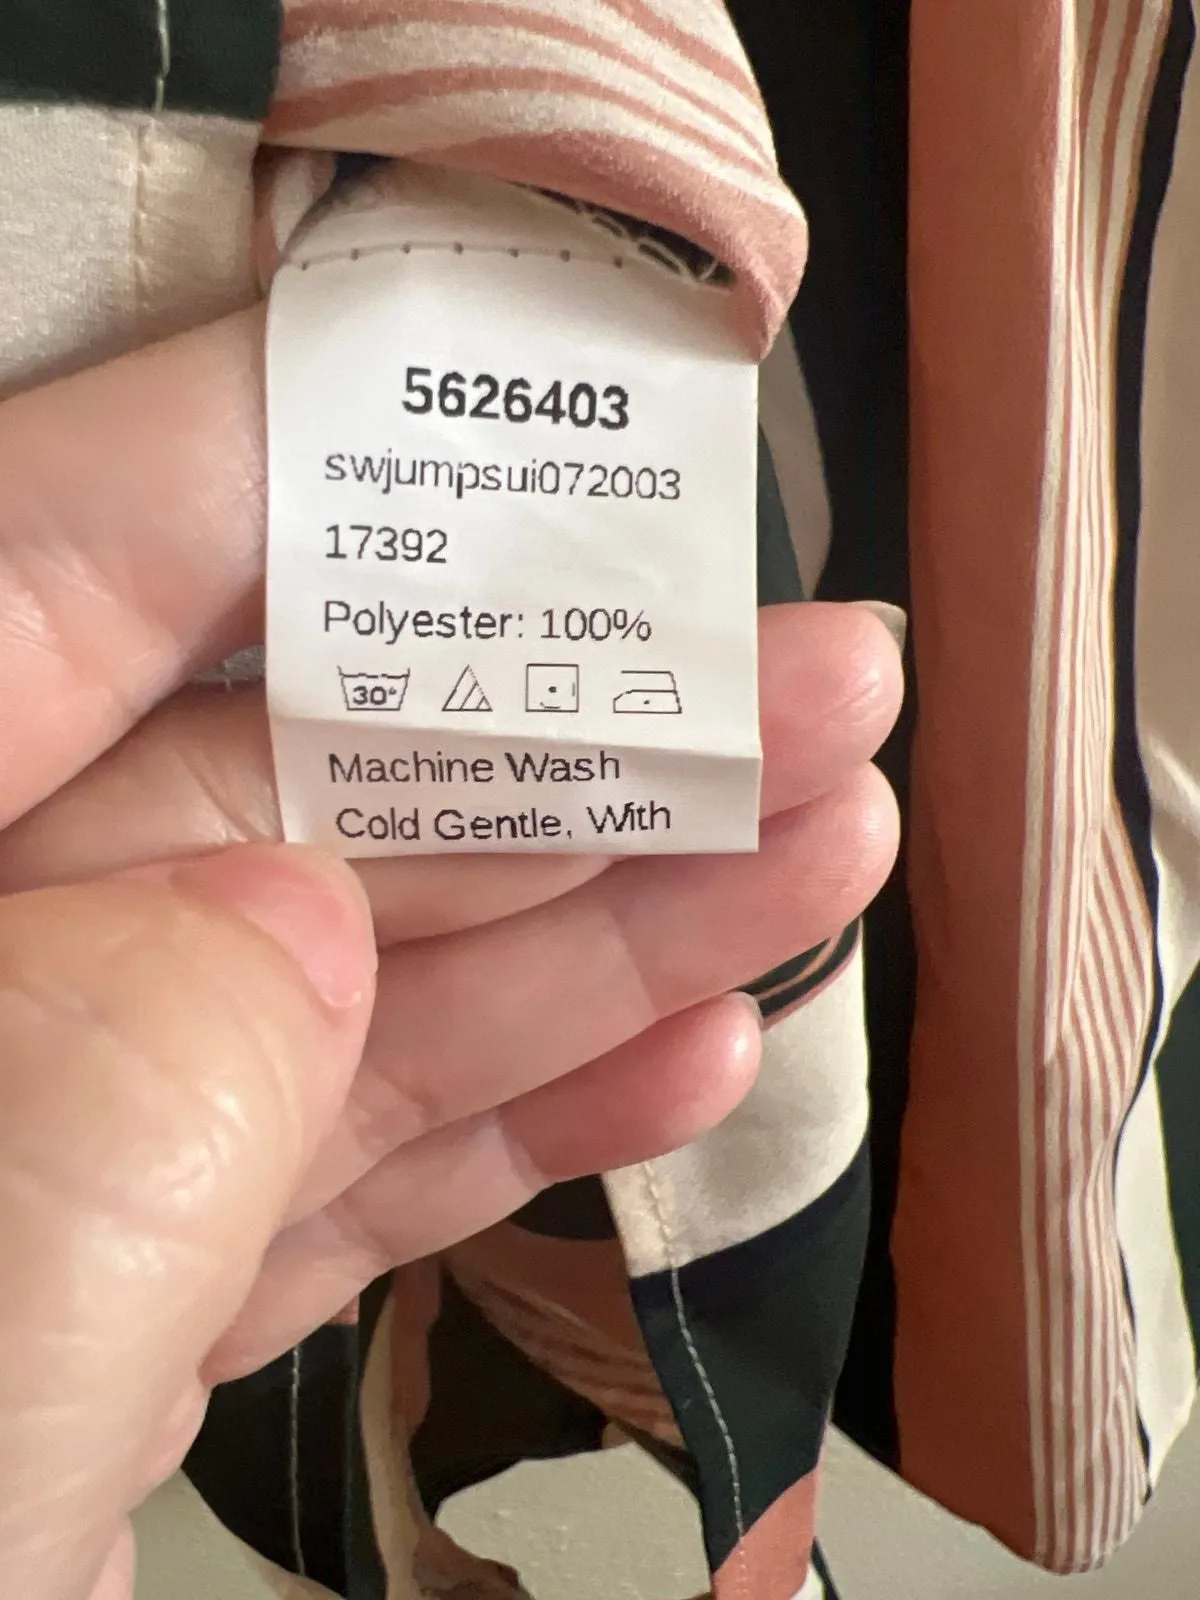 5626403
swjumpsui072003
17392
Polyester: 100%
30°
Machine Wash
Cold Gentle, With